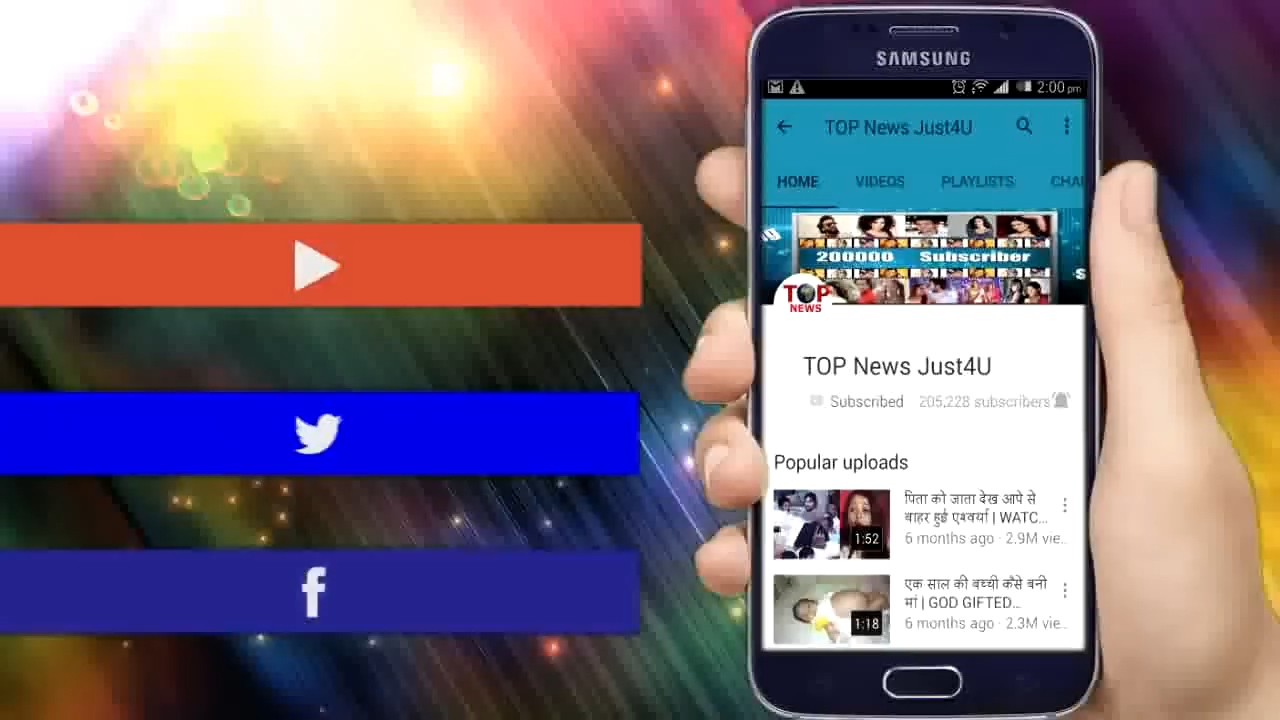 SAMSUNG
2:00 pm
TOP News Just4U
HOME VIDEOS PLAYLISTS CHA
200000 Subscriber
TOP
NEWS
TOP News Just4U
Subscribed 205,228 subscribers
Popular uploads
पिता को जाता देख आपे से
बाहर हुई एश्वर्या | WATC...
1:52
6 months ago · 2.9M vie..
एक साल की बच्ची कैसे बनी
मां | GOD GIFTED...
1:18
6 months ago · 2.3M vie..